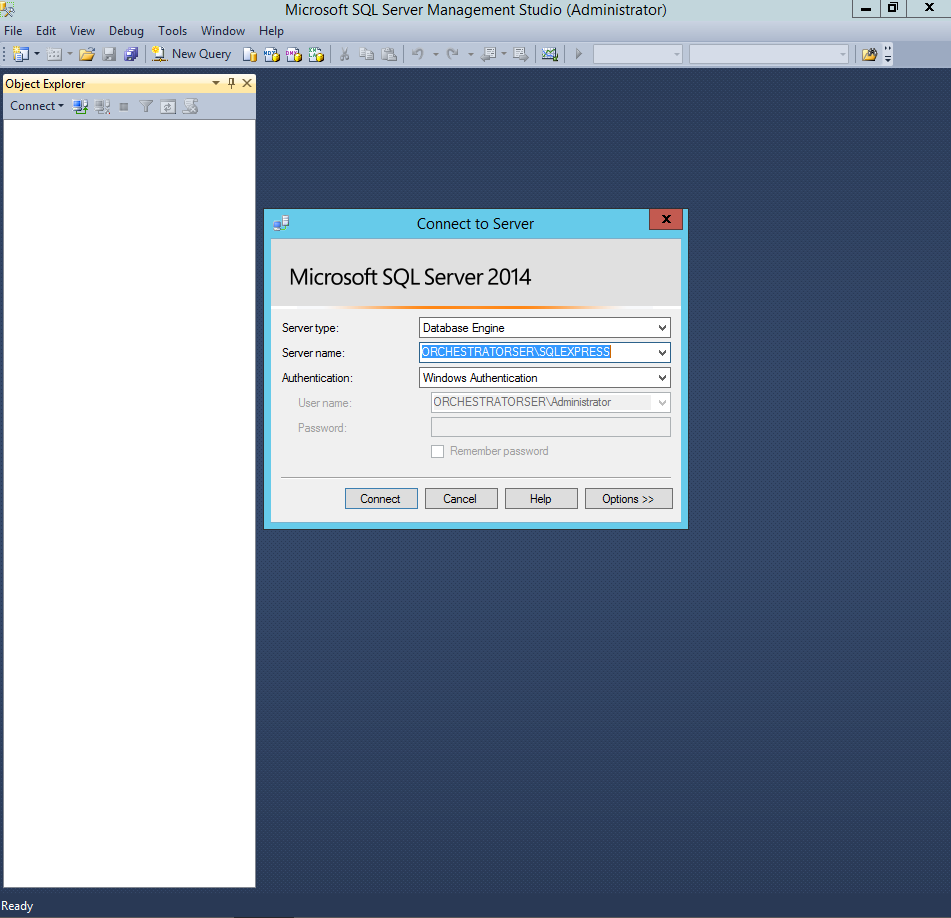 Microsoft SQL Server Management Studio (Administrator)
File Edit View Debug Tools Window Help
New Query
Object Explorer
Connect
Connect to Server
Microsoft SQL Server 2014
Server type: Database Engine
Server name: ORCHESTRATORSER\SQLEXPRESS
Authentication: Windows Authentication
User name: ORCHESTRATORSER\Administrator
Password:
Remember password
Connect Cancel Help Options >>
Ready